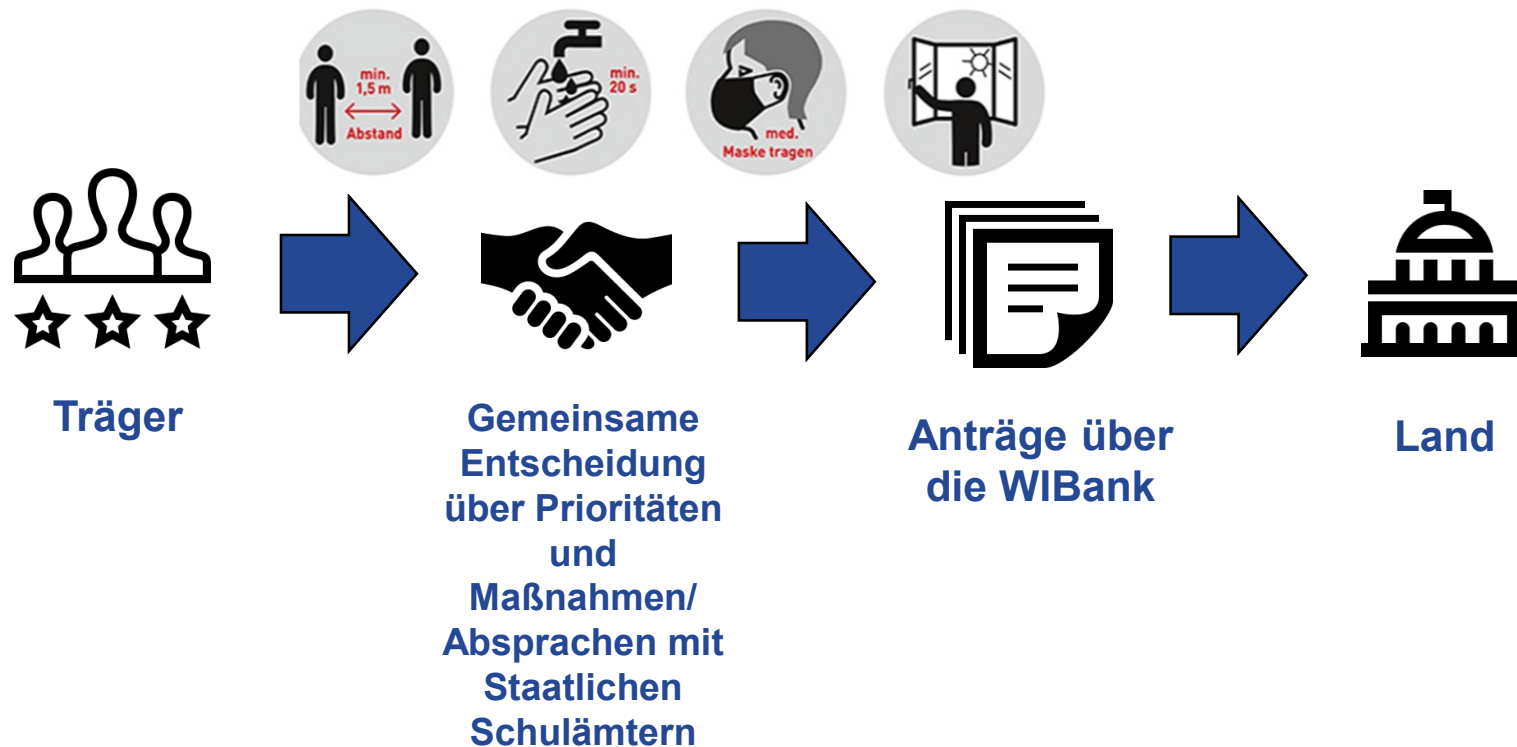 min.
1,5 m
Abstand
min.
20 s
med.
Maske tragen
Träger
Gemeinsame
Entscheidung
über Prioritäten
und
Maßnahmen/
Absprachen mit
Staatlichen
Schulämtern
Anträge über
die WIBank
Land